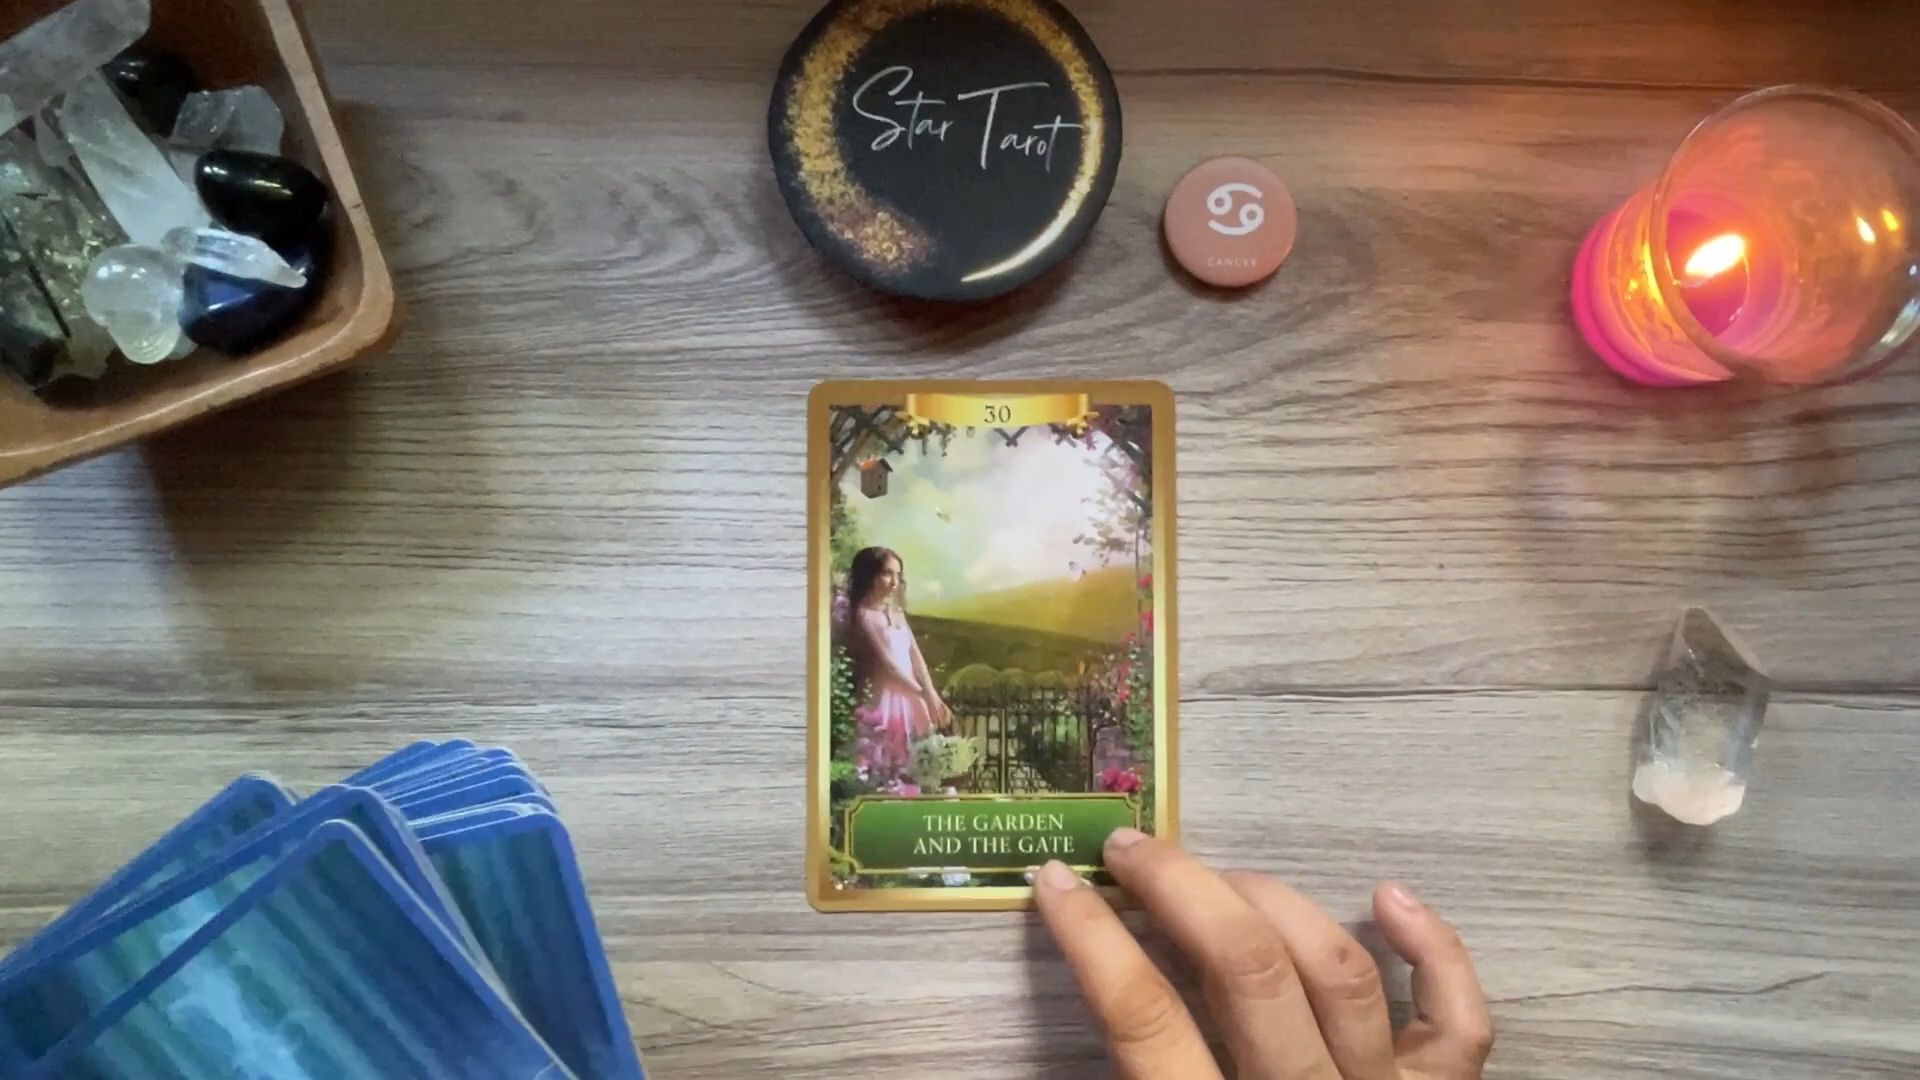 Star Tarot
CANCER
30
THE GARDEN
AND THE GATE